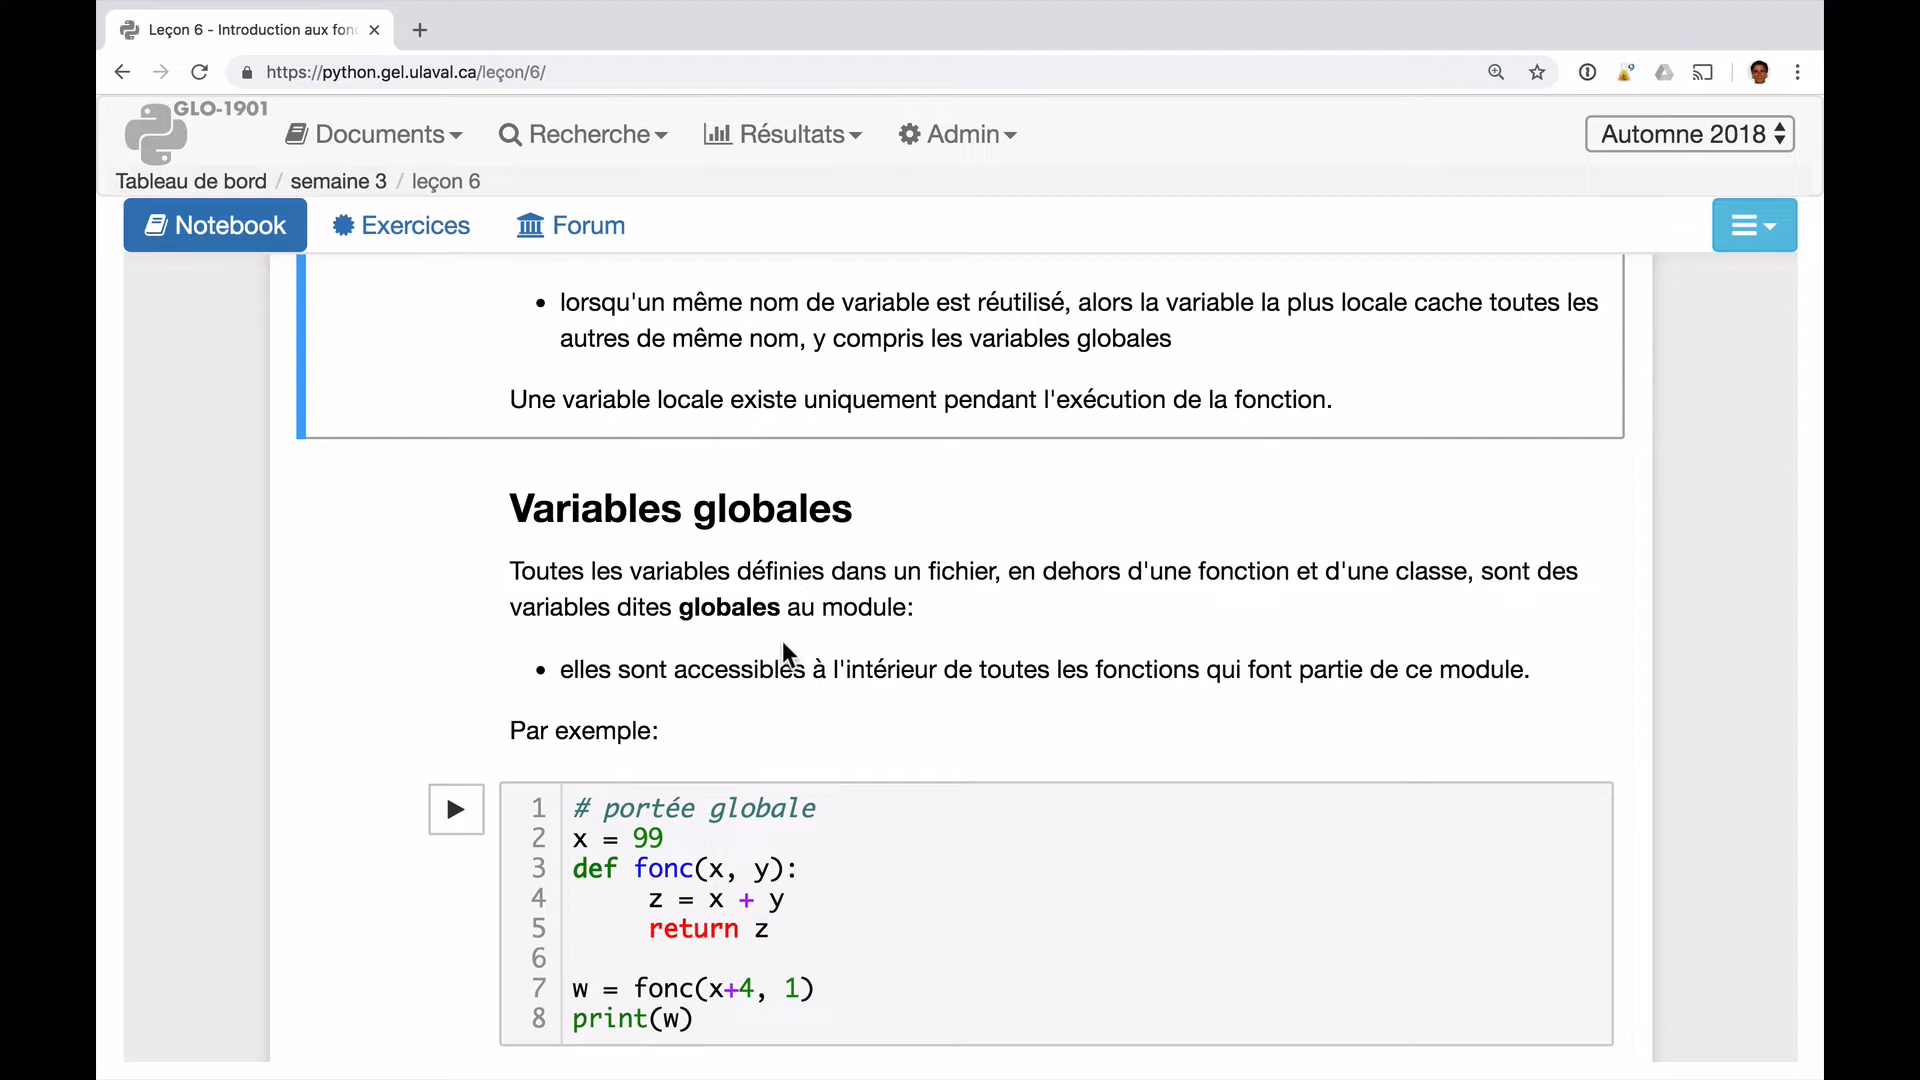 Leçon 6 - Introduction aux fon
https://python.gel.ulaval.ca/leçon/6/
GLO-1901
Documents
Recherche
Résultats
Admin
Automne 2018
Tableau de bord / semaine 3 / leçon 6
Notebook
Exercices
Forum
• lorsqu'un même nom de variable est réutilisé, alors la variable la plus locale cache toutes les
autres de même nom, y compris les variables globales
Une variable locale existe uniquement pendant l'exécution de la fonction.
Variables globales
Toutes les variables définies dans un fichier, en dehors d'une fonction et d'une classe, sont des
variables dites globales au module:
• elles sont accessibles à l'intérieur de toutes les fonctions qui font partie de ce module.
Par exemple:
1 # portée globale
2 x = 99
3 def fonc(x, y):
4 z = x + y
5 return z
6
7 w = fonc(x+4, 1)
8 print(w)